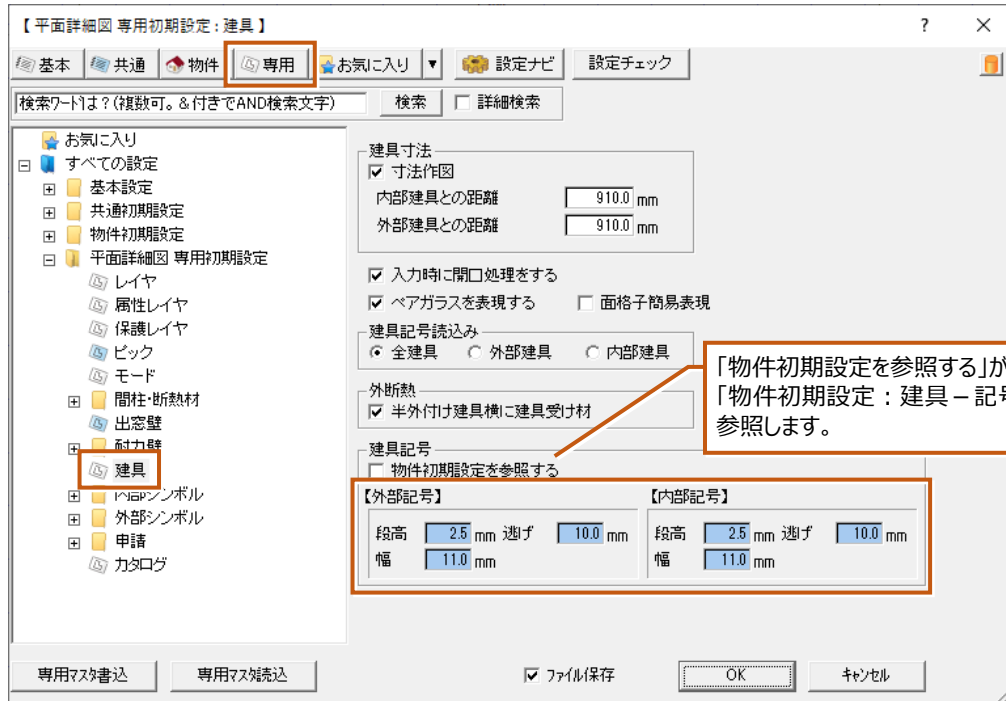 【 平面詳細図 専用初期設定 : 建具 】 ?
基本 共通 物件 専用 お気に入り 設定ナビ 設定チェック
検索ワードは？(複数可。＆付きでAND検索文字) 検索 詳細検索
お気に入り
すべての設定
基本設定
共通初期設定
物件初期設定
平面詳細図 専用初期設定
レイヤ
属性レイヤ
保護レイヤ
ピック
モード
間柱・断熱材
出窓壁
耐力壁
建具
内部シンボル
外部シンボル
申請
カタログ
建具寸法
寸法作図
内部建具との距離 910.0 mm
外部建具との距離 910.0 mm
入力時に開口処理をする
ペアガラスを表現する 面格子簡易表現
建具記号読込み
全建具 外部建具 内部建具
外断熱
半外付け建具横に建具受け材
建具記号
物件初期設定を参照する
【外部記号】 【内部記号】
段高 2.5 mm 逃げ 10.0 mm 段高 2.5 mm 逃げ 10.0 mm
幅 11.0 mm 幅 11.0 mm
「物件初期設定を参照する」が
「物件初期設定：建具 – 記号
参照します。
専用マスタ書込 専用マスタ読込 ファイル保存 OK キャンセル